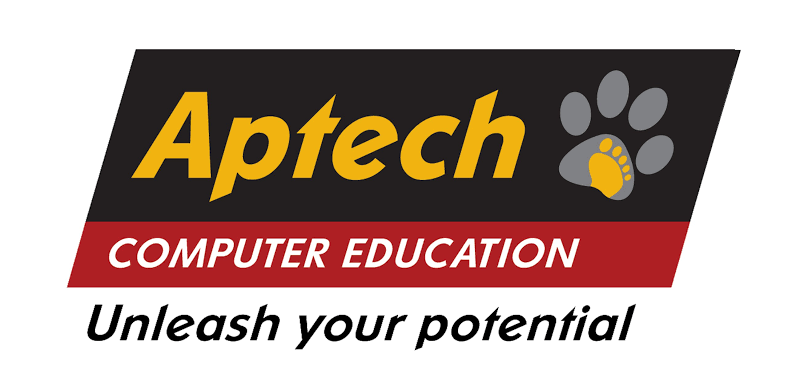 Aptech
COMPUTER EDUCATION
Unleash your potential